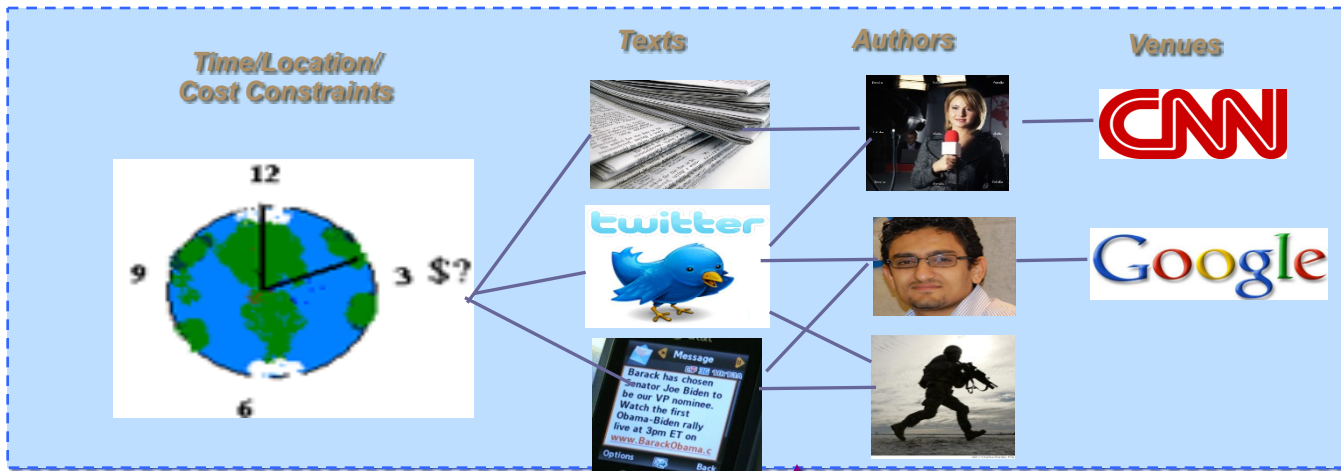 Time/Location/
Cost Constraints
Texts
Authors
Venues
12
9
3 $?
6
twitter
Message
Barack has chosen
Senator Joe Biden to
be our VP nominee.
Watch the first
Obama-Biden rally
live at 3pm ET on
www.BarackObama.c
Options
Back
CNN
Google